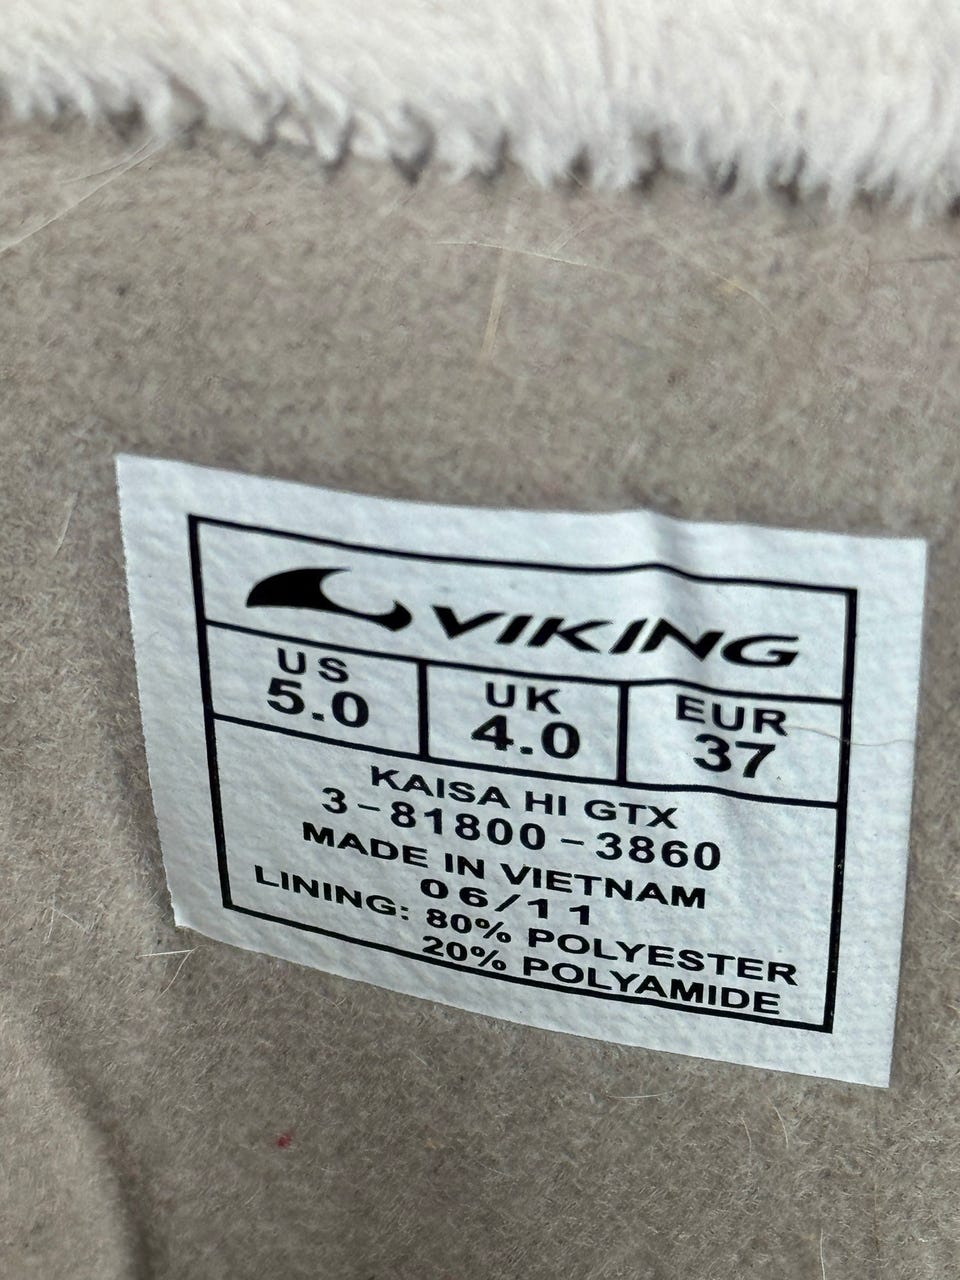 VIKING
US UK EUR
5.0 4.0 37
KAISA HI GTX
3-81800-3860
MADE IN VIETNAM
06/11
LINING: 80% POLYESTER
20% POLYAMIDE